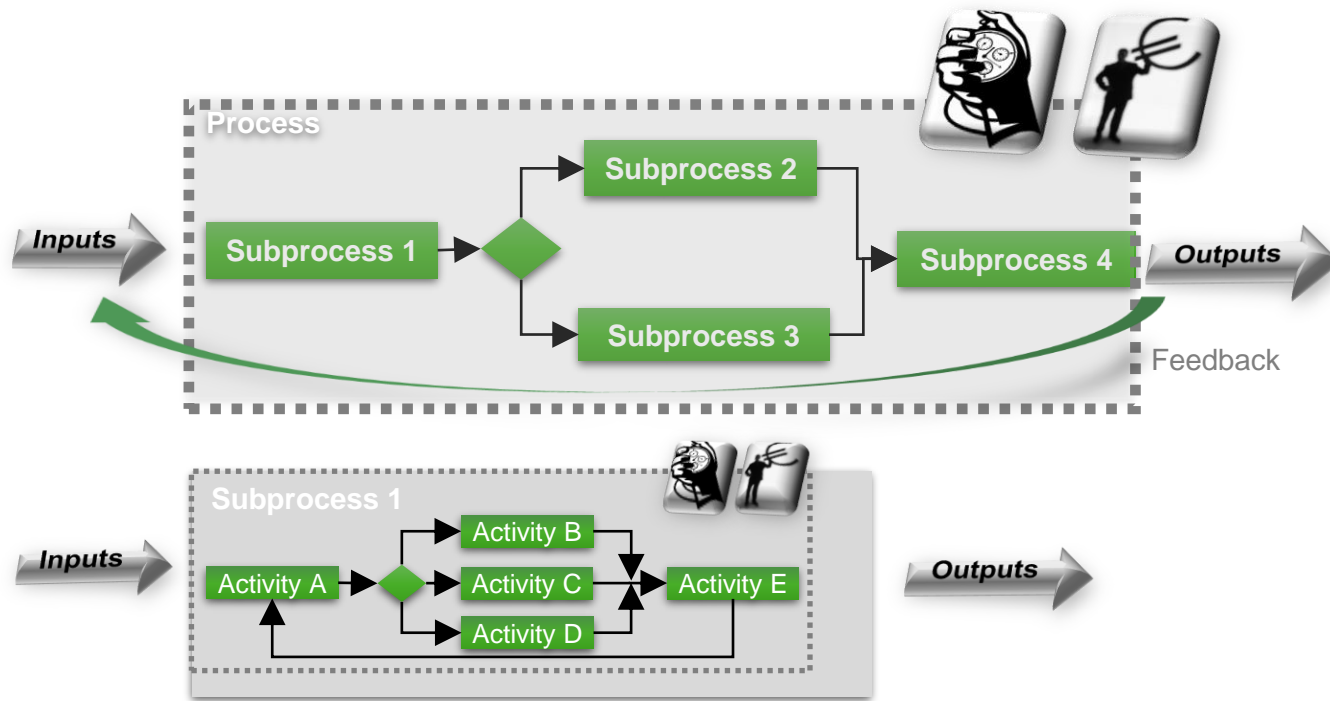 Process
Subprocess 2
Inputs
Subprocess 1
Subprocess 4
Outputs
Subprocess 3
Feedback
Subprocess 1
Activity B
Inputs
Activity A
Activity C
Activity E
Outputs
Activity D